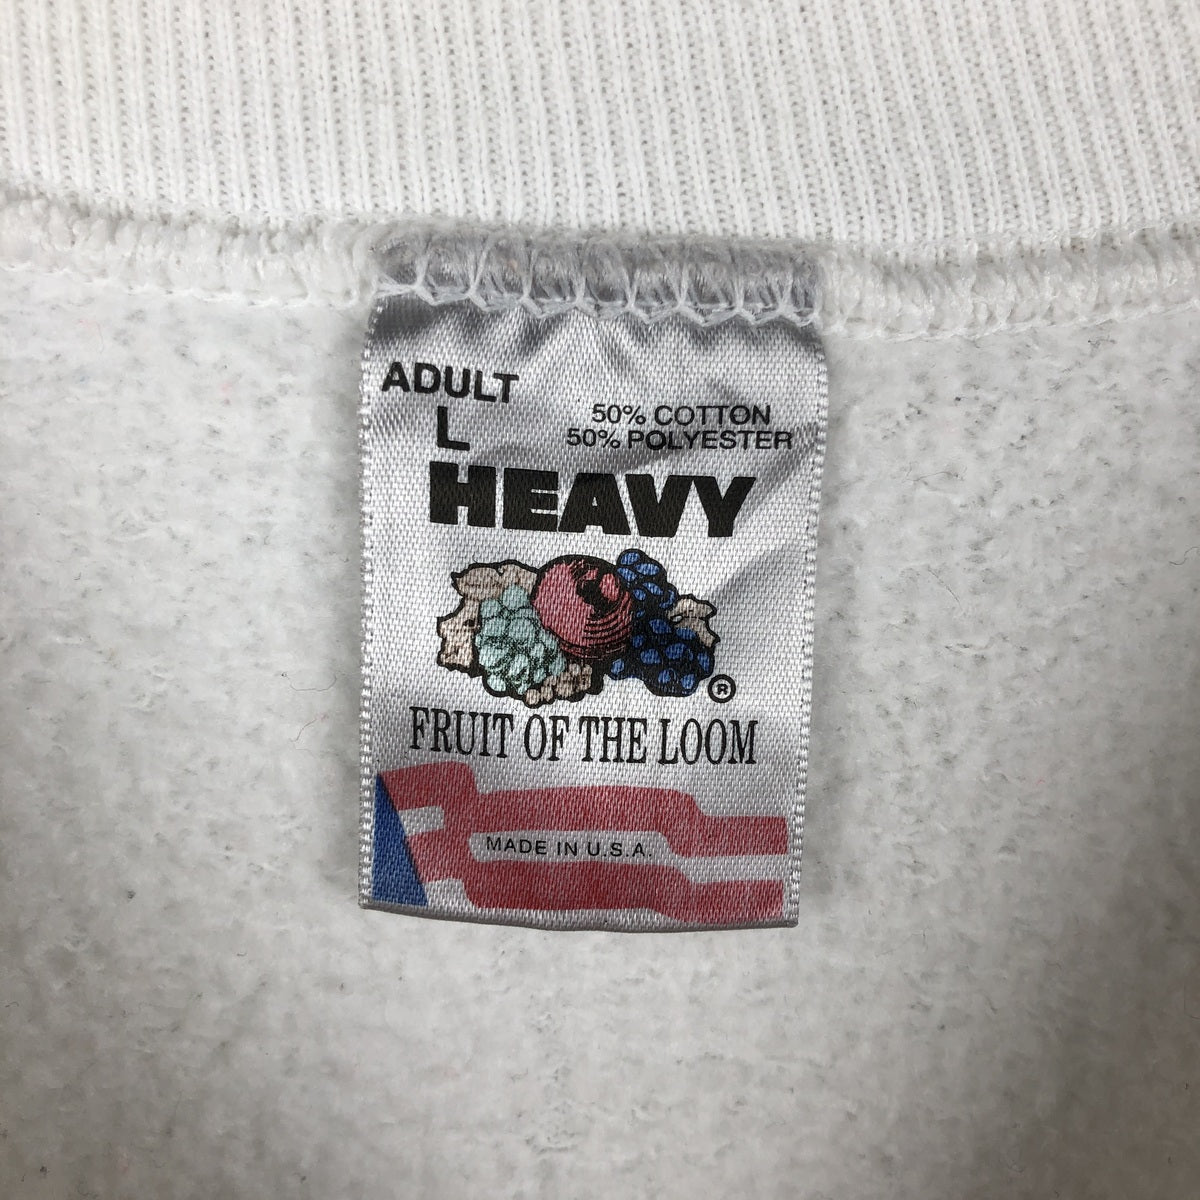 ADULT
L
50% COTTON
50% POLYESTER
HEAVY
®
FRUIT OF THE LOOM
MADE IN U.S.A.